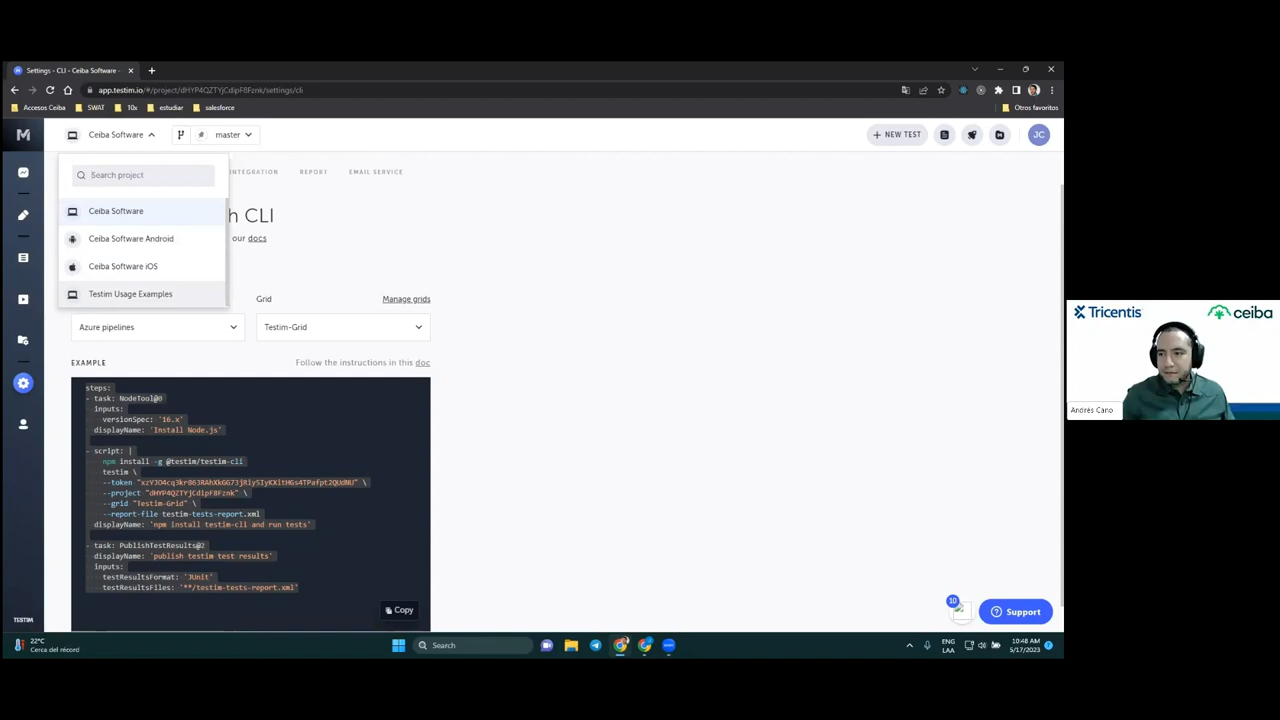 Settings - CLI - Ceiba Software -
app.testim.io/#/project/dHYP4QZTYjCdipF8Fznk/settings/cli
Accesos Ceiba
SWAT
10x
estudiar
salesforce
Otros favoritos
M
Ceiba Software
master
NEW TEST
JC
Search project
Ceiba Software
Ceiba Software Android
Ceiba Software iOS
Testim Usage Examples
INTEGRATION
REPORT
EMAIL SERVICE
h CLI
our docs
Grid
Manage grids
Azure pipelines
Testim-Grid
EXAMPLE
Follow the instructions in this doc
steps:
- task: NodeTool@0
inputs:
versionSpec: '16.x'
displayName: 'Install Node.js'
- script: |
npm install -g @testim/testim-cli
testim \
--token
--project "dHYP4QZTYjCdipF8Fznk" \
--grid "Testim-Grid" \
--report-file testim-tests-report.xml
displayName: 'npm install testim-cli and run tests'
- task: PublishTestResults@2
displayName: 'publish testim test results'
inputs:
testResultsFormat: 'JUnit'
testResultsFiles: '**/testim-tests-report.xml'
Copy
10
Support
TESTIM
22°C
Cerca del récord
Search
ENG
LAA
10:48 AM
5/17/2023
Tricentis
ceiba
Andrés Cano